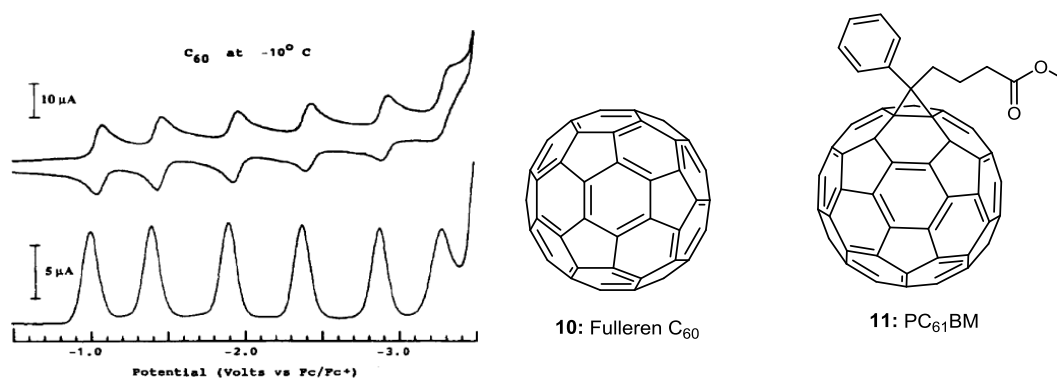 C60 at -10° C
10 μA
5 μA
-1.0 -2.0 -3.0
Potential (Volts vs Fc/Fc+)
O
O
10: Fulleren C60
11: PC61BM